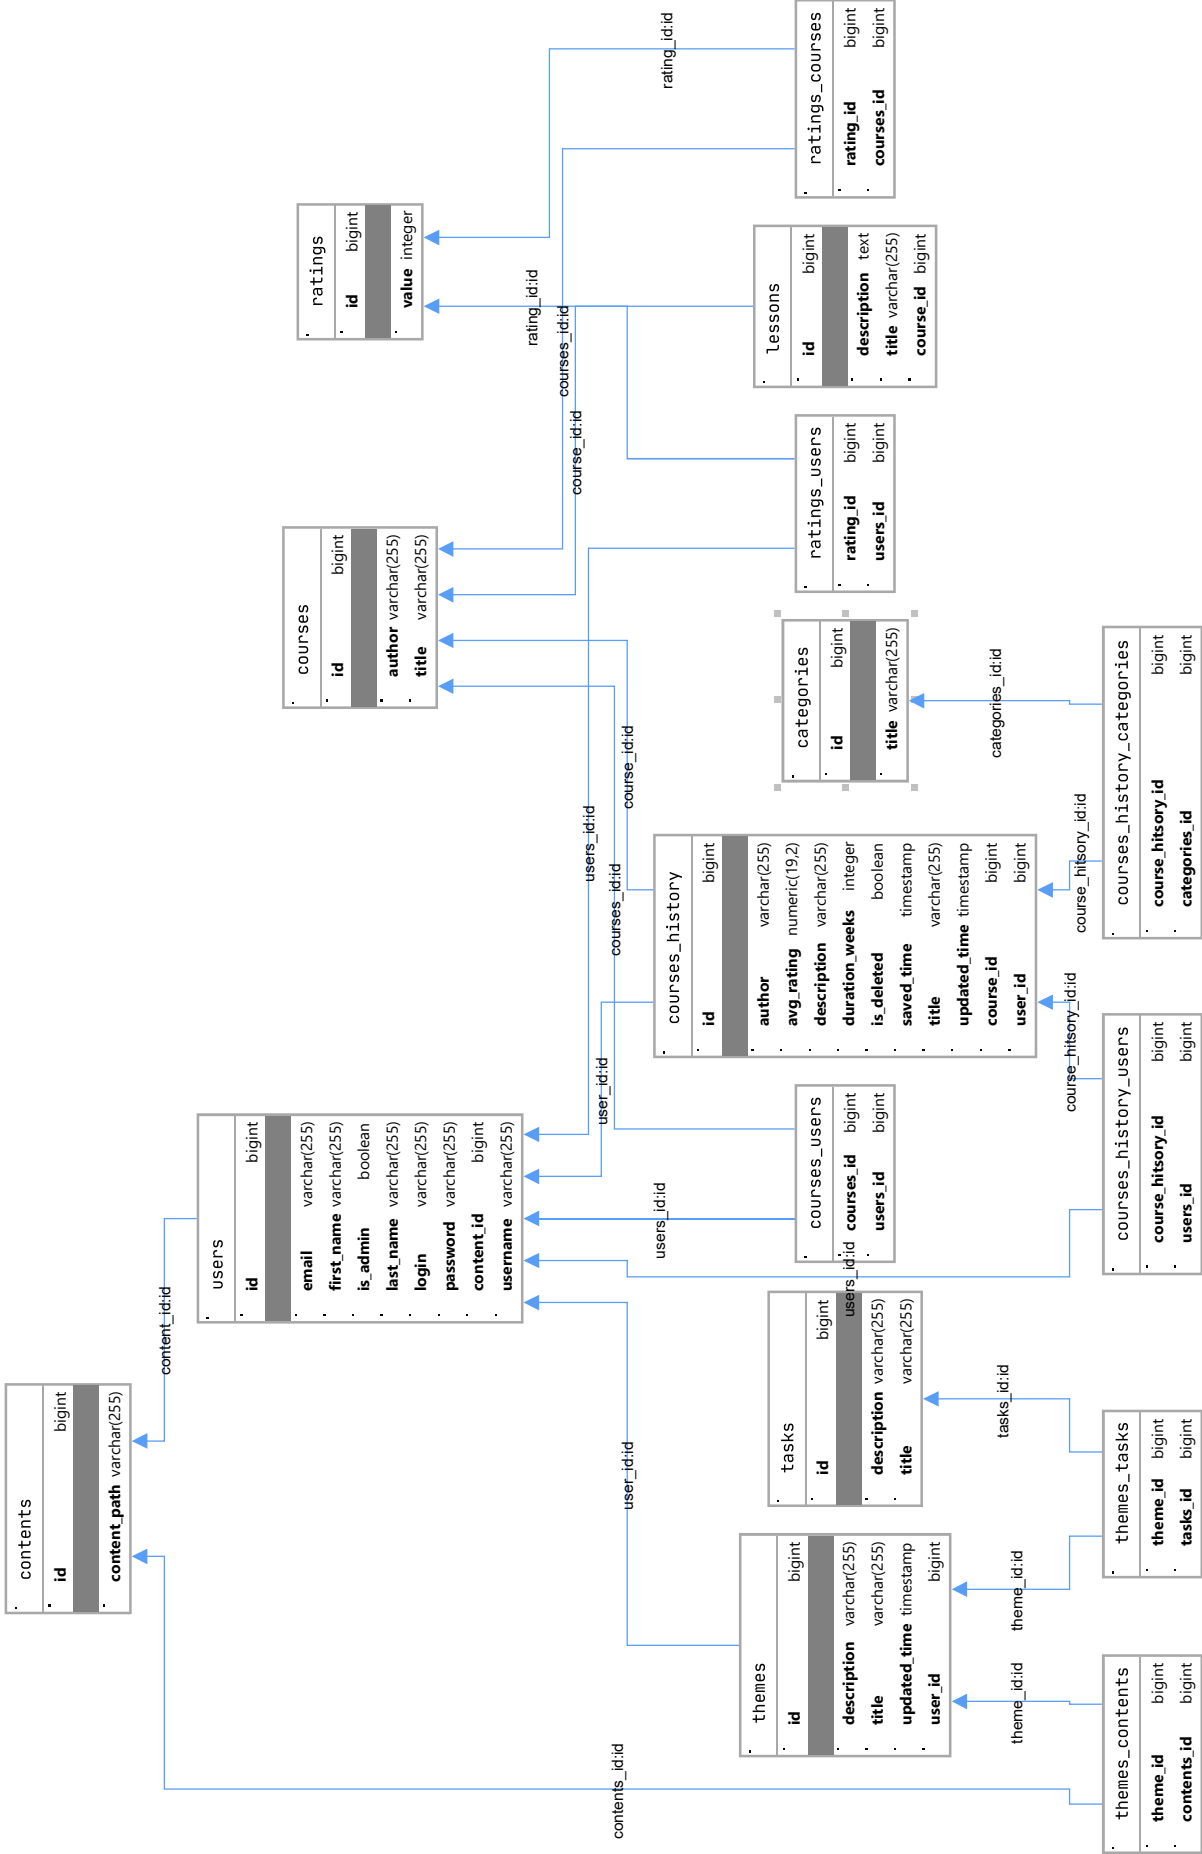 contents
id bigint
content_path varchar(255)
content_id:id
users
id bigint
email varchar(255)
first_name varchar(255)
is_admin boolean
last_name varchar(255)
login varchar(255)
password varchar(255)
content_id bigint
username varchar(255)
courses
id bigint
author varchar(255)
title varchar(255)
ratings
id bigint
value integer
rating_id:id
rating_id:id
courses_id:id
course_id:id
course_id:id
users_id:id
courses_id:id
user_id:id
users_id:id
user_id:id
contents_id:id
themes
id bigint
description varchar(255)
title varchar(255)
updated_time timestamp
user_id bigint
tasks
id bigint
description varchar(255)
title varchar(255)
users_id:id
courses_users
courses_id bigint
users_id bigint
courses_history
id bigint
author varchar(255)
avg_rating numeric(19,2)
description varchar(255)
duration_weeks integer
is_deleted boolean
saved_time timestamp
title varchar(255)
updated_time timestamp
course_id bigint
user_id bigint
categories
id bigint
title varchar(255)
ratings_users
rating_id bigint
users_id bigint
lessons
id bigint
description text
title varchar(255)
course_id bigint
ratings_courses
rating_id bigint
courses_id bigint
theme_id:id
theme_id:id
tasks_id:id
course_hitsory_id:id
course_hitsory_id:id
categories_id:id
themes_contents
theme_id bigint
contents_id bigint
themes_tasks
theme_id bigint
tasks_id bigint
courses_history_users
course_hitsory_id bigint
users_id bigint
courses_history_categories
course_hitsory_id bigint
categories_id bigint